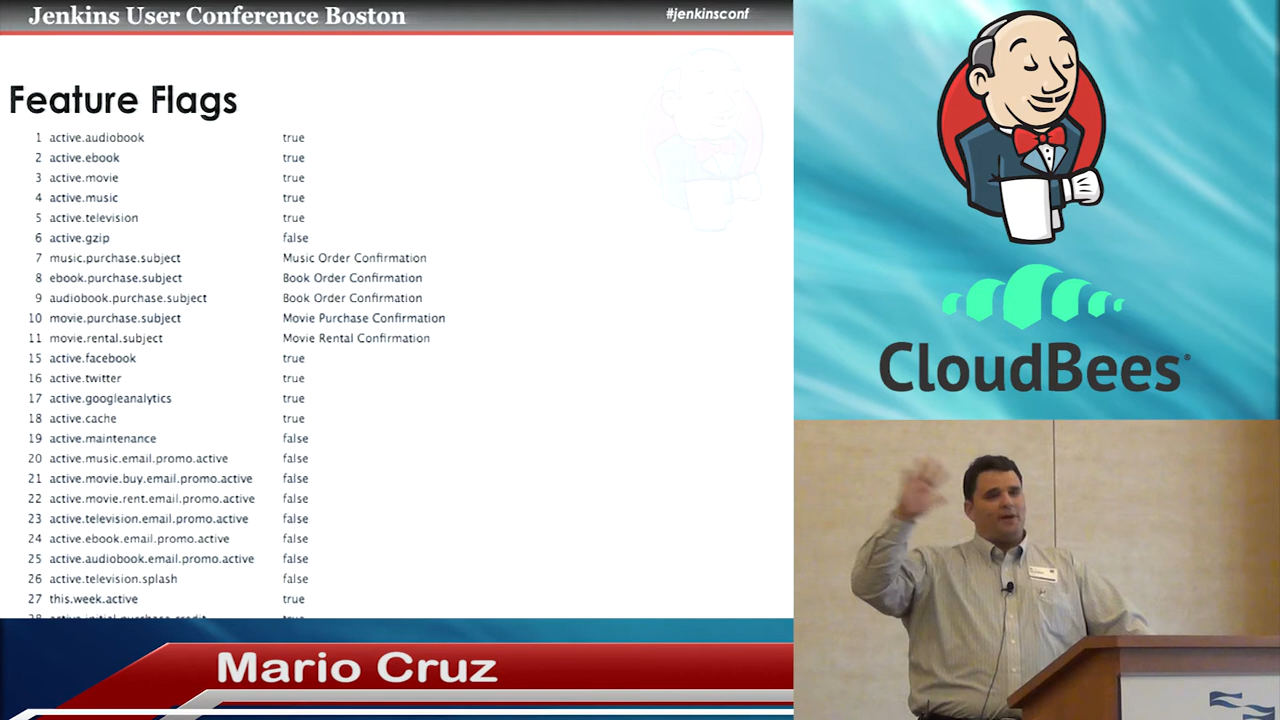 Jenkins User Conference Boston
#jenkinsconf
Feature Flags
1 active.audiobook true
2 active.ebook true
3 active.movie true
4 active.music true
5 active.television true
6 active.gzip false
7 music.purchase.subject Music Order Confirmation
8 ebook.purchase.subject Book Order Confirmation
9 audiobook.purchase.subject Book Order Confirmation
10 movie.purchase.subject Movie Purchase Confirmation
11 movie.rental.subject Movie Rental Confirmation
15 active.facebook true
16 active.twitter true
17 active.googleanalytics true
18 active.cache true
19 active.maintenance false
20 active.music.email.promo.active false
21 active.movie.buy.email.promo.active false
22 active.movie.rent.email.promo.active false
23 active.television.email.promo.active false
24 active.ebook.email.promo.active false
25 active.audiobook.email.promo.active false
26 active.television.splash false
27 this.week.active true
28 active.initial.purchase.credit true
Mario Cruz
CloudBees®